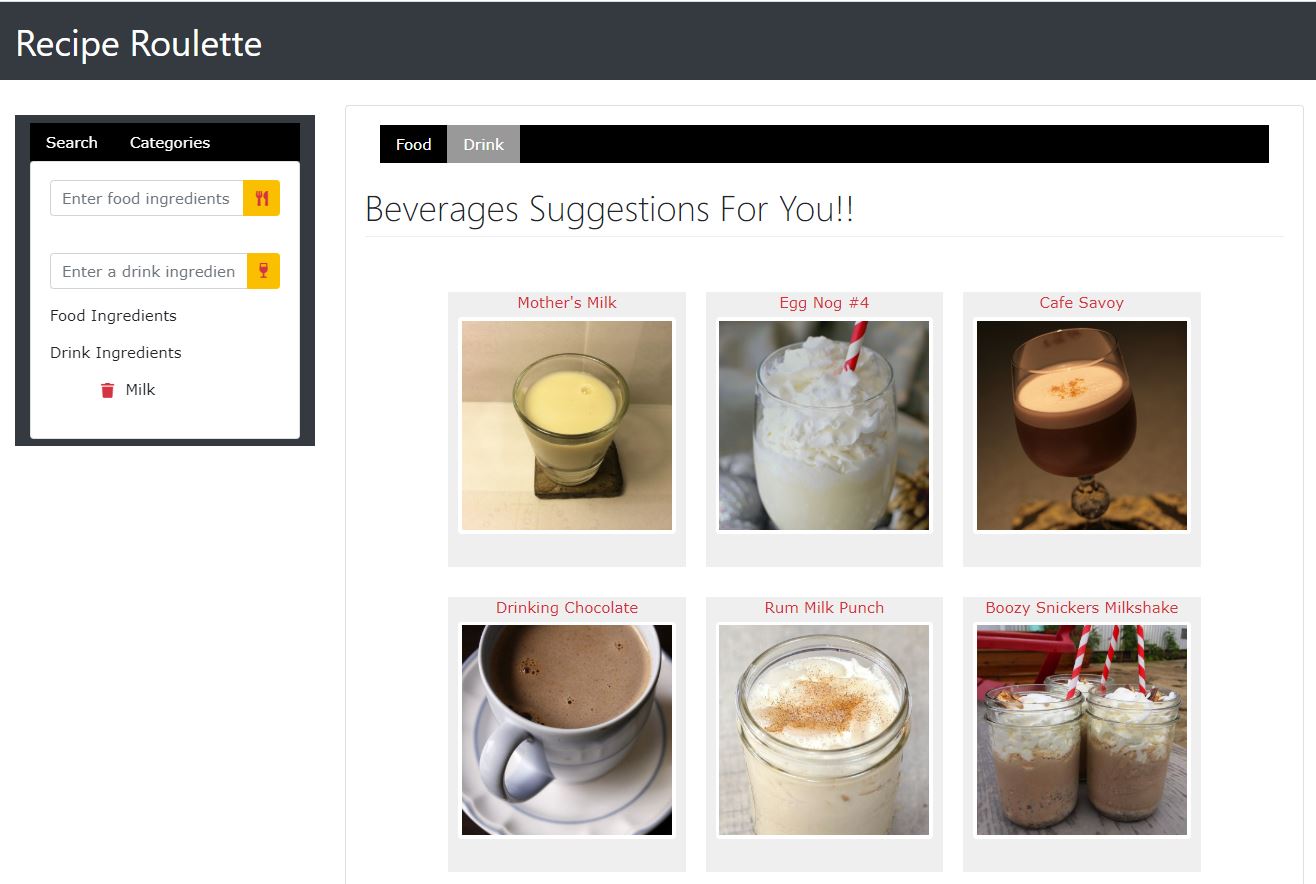 Recipe Roulette
Search Categories
Enter food ingredients
Enter a drink ingredien
Food Ingredients
Drink Ingredients
Milk
Food Drink
Beverages Suggestions For You!!
Mother's Milk
Egg Nog #4
Cafe Savoy
Drinking Chocolate
Rum Milk Punch
Boozy Snickers Milkshake